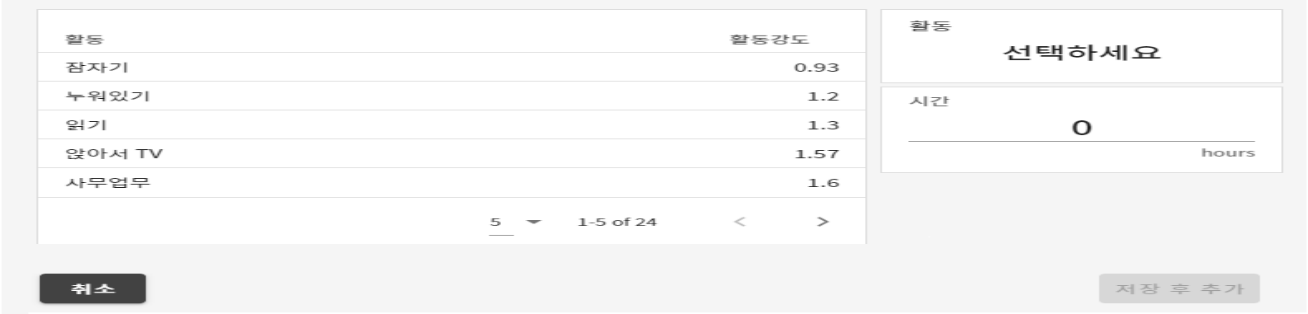 활동 활동강도
잠자기 0.93
누워있기 1.2
읽기 1.3
앉아서 TV 1.57
사무업무 1.6
5 1-5 of 24 < >
활동
선택하세요
시간
0
hours
취소
저장 후 추가